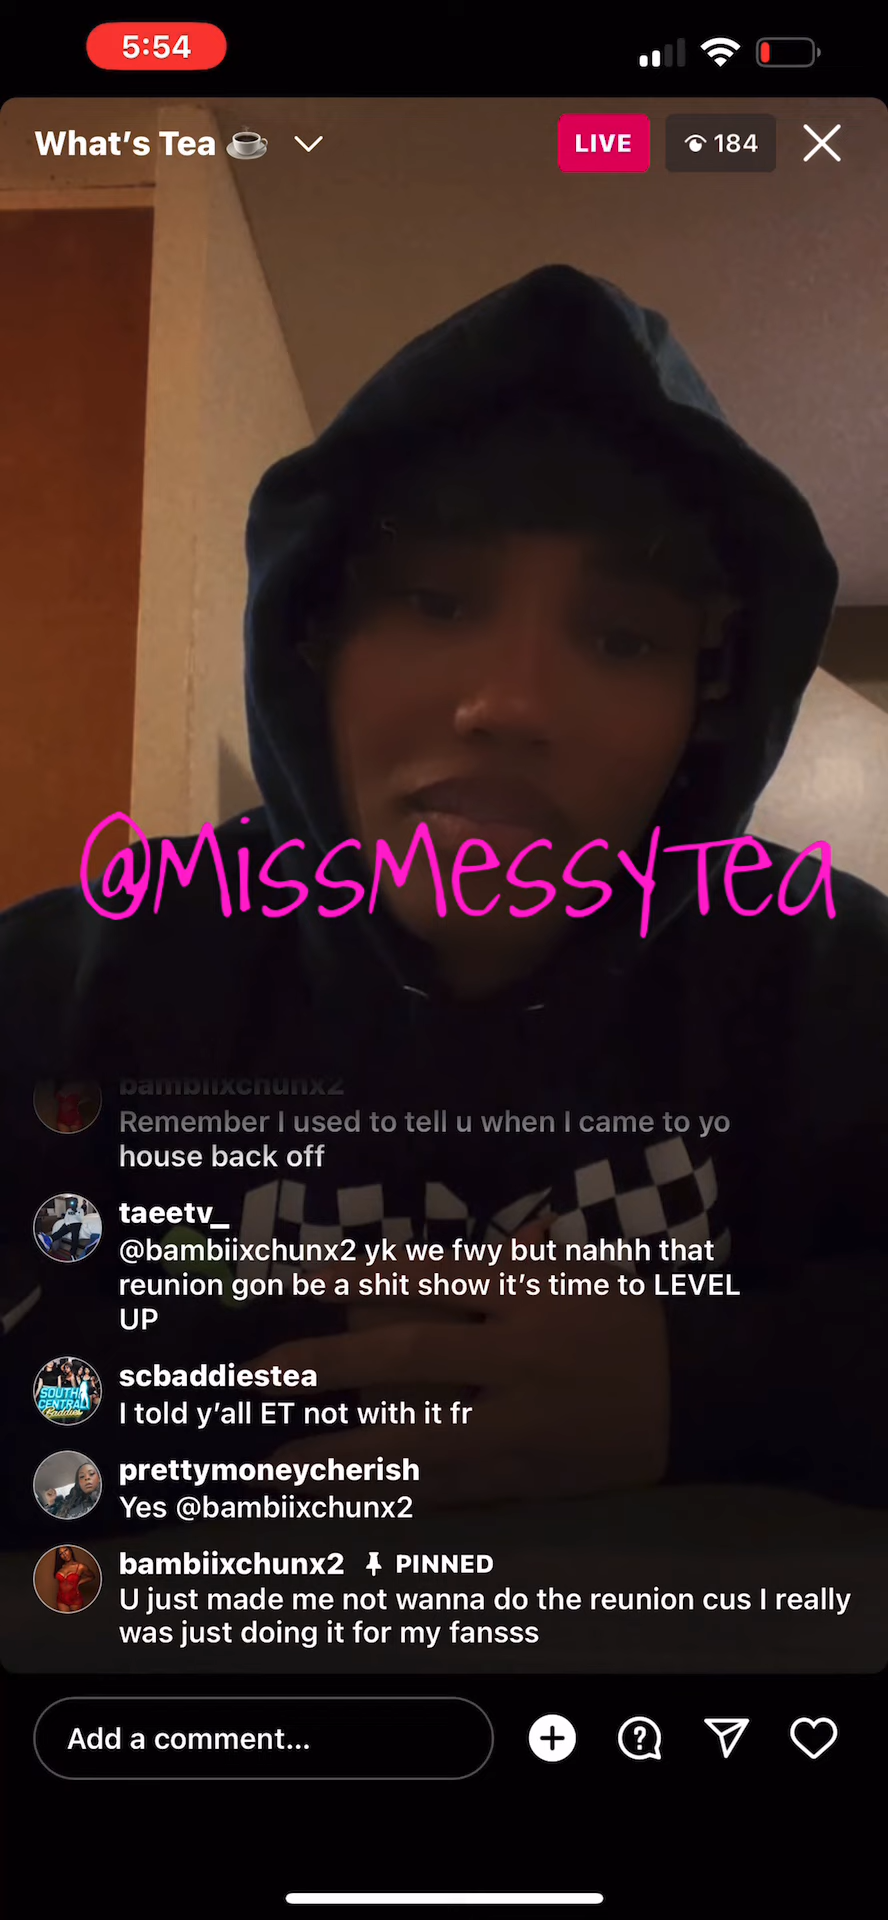 5:54
What's Tea ☕
LIVE
184
@MissMessyTea
bambiixchunx2
Remember I used to tell u when I came to yo
house back off
taeetv_
@bambiixchunx2 yk we fwy but nahhh that
reunion gon be a shit show it's time to LEVEL
UP
SOUTH
CENTRAL
Baddies
scbaddiestea
I told y'all ET not with it fr
prettymoneycherish
Yes @bambiixchunx2
bambiixchunx2 PINNED
U just made me not wanna do the reunion cus I really
was just doing it for my fansss
Add a comment...